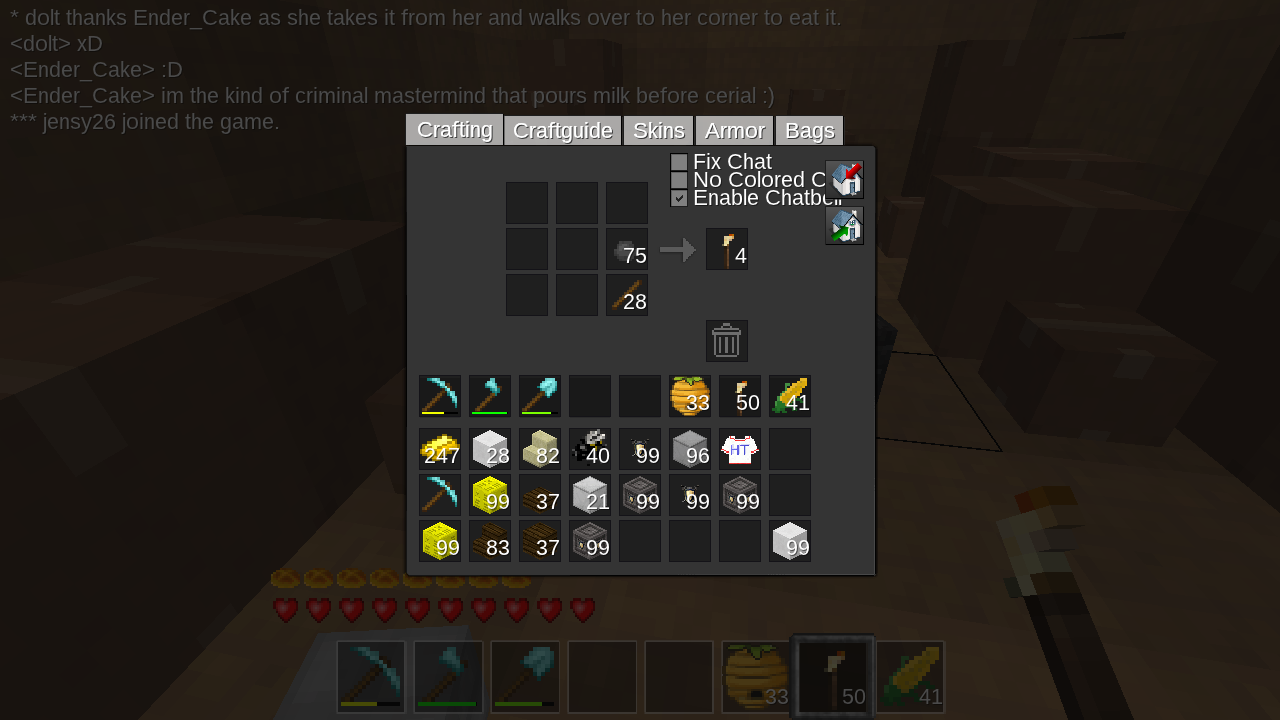 * dolt thanks Ender_Cake as she takes it from her and walks over to her corner to eat it.
<dolt> xD
<Ender_Cake> :D
<Ender_Cake> im the kind of criminal mastermind that pours milk before cerial :)
*** jensy26 joined the game.
Crafting Craftguide Skins Armor Bags
Fix Chat
No Colored C
Enable Chatbell
75 4
28
33 50 41
247 28 82 40 99 96 HT
99 37 21 99 99 99
99 83 37 99 99
33 50 41